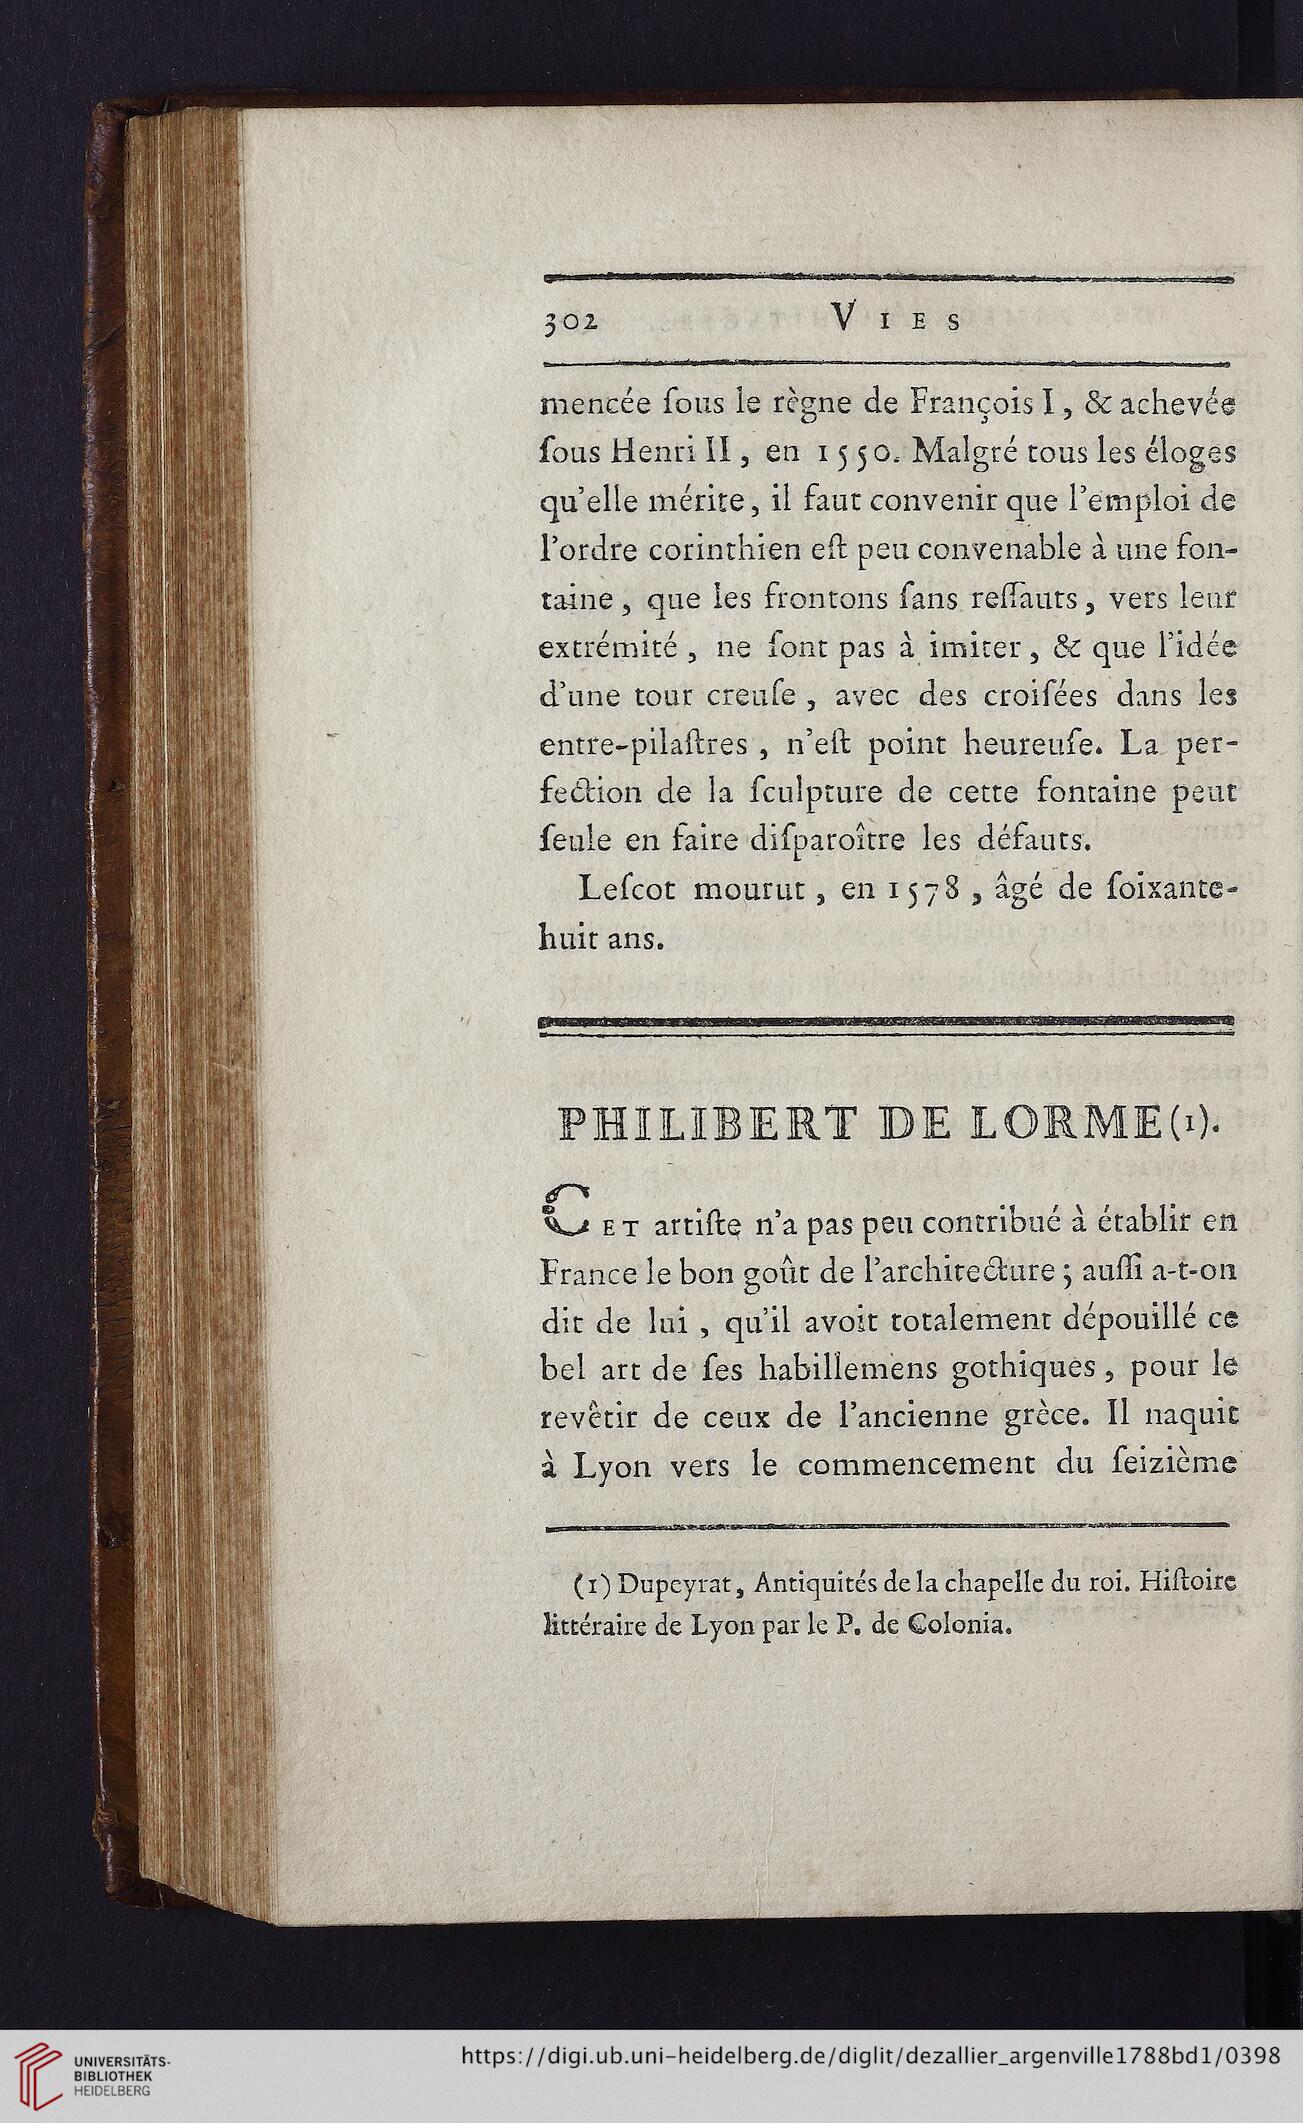 302 VIES
mencée ſous le règne de François I, & achevée
ſous Henri II, en 1550. Malgré tous les éloges
qu'elle mérite, il faut convenir que l'emploi de
l'ordre corinthien eſt peu convenable à une fon-
taine, que les frontons ſans reſſauts, vers leur
extrémité, ne ſont pas à imiter, & que l'idée
d'une tour creuſe, avec des croiſées dans les
entre-pilaſtres, n'eſt point heureuſe. La per-
fection de la ſculpture de cette fontaine peut
ſeule en faire diſparoître les défauts.
Leſcot mourut, en 1578, âgé de ſoixante-
huit ans.
PHILIBERT DE LORME (1).
CET artiſte n'a pas peu contribué à établir en
France le bon goût de l'architecture; auſſi a-t-on
dit de lui, qu'il avoit totalement dépouillé ce
bel art de ſes habillemens gothiques, pour le
revêtir de ceux de l'ancienne grèce. Il naquit
à Lyon vers le commencement du ſeizième
(1) Dupeyrat, Antiquités de la chapelle du roi. Hiſtoire
littéraire de Lyon par le P. de Colonia.
UNIVERSITÄTS-
BIBLIOTHEK
HEIDELBERG
https://digi.ub.uni-heidelberg.de/diglit/dezallier_argenville1788bd1/0398